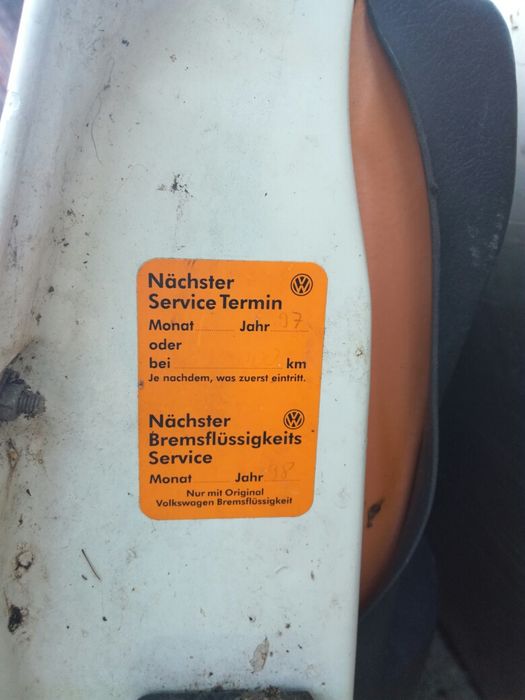 Nächster
Service Termin
Monat Jahr 97
oder
bei km
Je nachdem, was zuerst eintritt.
Nächster
Bremsflüssigkeits
Service
Monat Jahr 98
Nur mit Original
Volkswagen Bremsflüssigkeit